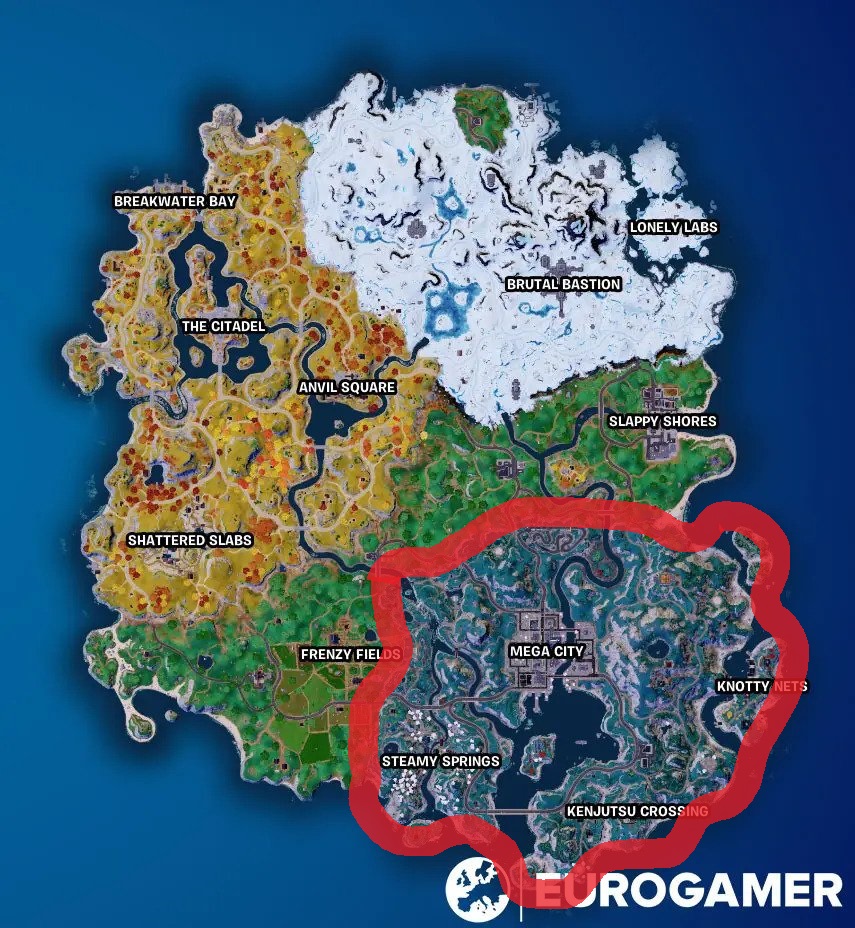 BREAKWATER BAY
LONELY LABS
BRUTAL BASTION
THE CITADEL
ANVIL SQUARE
SLAPPY SHORES
SHATTERED SLABS
MEGA CITY
FRENZY FIELDS
KNOTTY NETS
STEAMY SPRINGS
KENJUTSU CROSSING
EUROGAMER